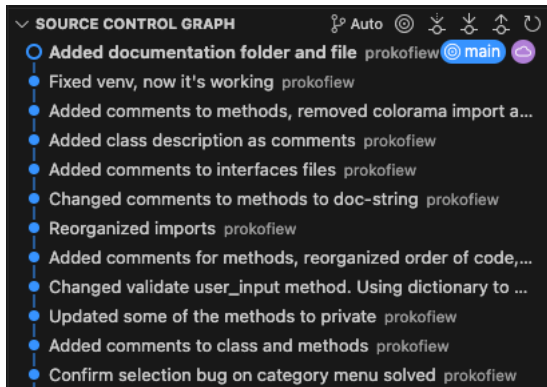 SOURCE CONTROL GRAPH Auto
Added documentation folder and file prokofiew main
Fixed venv, now it's working prokofiew
Added comments to methods, removed colorama import a...
Added class description as comments prokofiew
Added comments to interfaces files prokofiew
Changed comments to methods to doc-string prokofiew
Reorganized imports prokofiew
Added comments for methods, reorganized order of code,...
Changed validate user_input method. Using dictionary to ...
Updated some of the methods to private prokofiew
Added comments to class and methods prokofiew
Confirm selection bug on category menu solved prokofiew